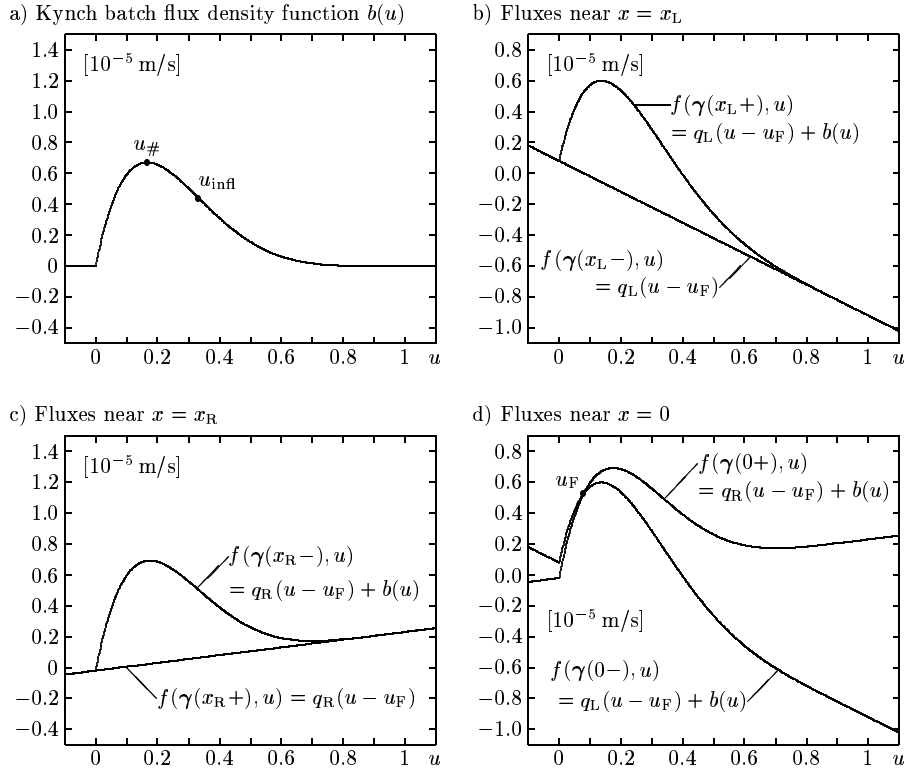 a) Kynch batch flux density function b(u)
1.4
1.2
1.0
0.8
0.6
0.4
0.2
0
−0.2
−0.4
[10⁻⁵ m/s]
u_#
u_infl
0 0.2 0.4 0.6 0.8 1 u
b) Fluxes near x = x_L
0.8
0.6
0.4
0.2
0.0
−0.2
−0.4
−0.6
−0.8
−1.0
[10⁻⁵ m/s]
f(γ(x_L+), u)
= q_L(u − u_F) + b(u)
f(γ(x_L−), u)
= q_L(u − u_F)
0 0.2 0.4 0.6 0.8 1 u
c) Fluxes near x = x_R
1.4
1.2
1.0
0.8
0.6
0.4
0.2
0
−0.2
−0.4
[10⁻⁵ m/s]
f(γ(x_R−), u)
= q_R(u − u_F) + b(u)
f(γ(x_R+), u) = q_R(u − u_F)
0 0.2 0.4 0.6 0.8 1 u
d) Fluxes near x = 0
0.8
0.6
0.4
0.2
0.0
−0.2
−0.4
−0.6
−0.8
−1.0
u_F
f(γ(0+), u)
= q_R(u − u_F) + b(u)
[10⁻⁵ m/s]
f(γ(0−), u)
= q_L(u − u_F) + b(u)
0 0.2 0.4 0.6 0.8 1 u